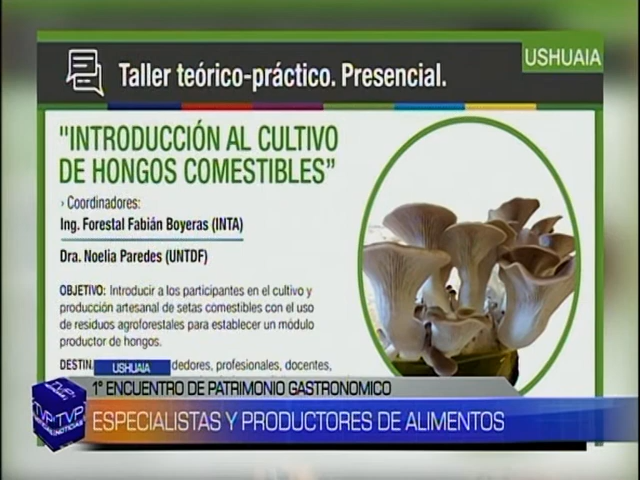 USHUAIA
Taller teórico-práctico. Presencial.
"INTRODUCCIÓN AL CULTIVO
DE HONGOS COMESTIBLES”
› Coordinadores:
Ing. Forestal Fabián Boyeras (INTA)
Dra. Noelia Paredes (UNTDF)
OBJETIVO: Introducir a los participantes en el cultivo y
producción artesanal de setas comestibles con el uso
de residuos agroforestales para establecer un módulo
productor de hongos.
DESTIN dedores, profesionales, docentes,
USHUAIA
1° ENCUENTRO DE PATRIMONIO GASTRONOMICO
ESPECIALISTAS Y PRODUCTORES DE ALIMENTOS
TVP TVP
NOTICIAS